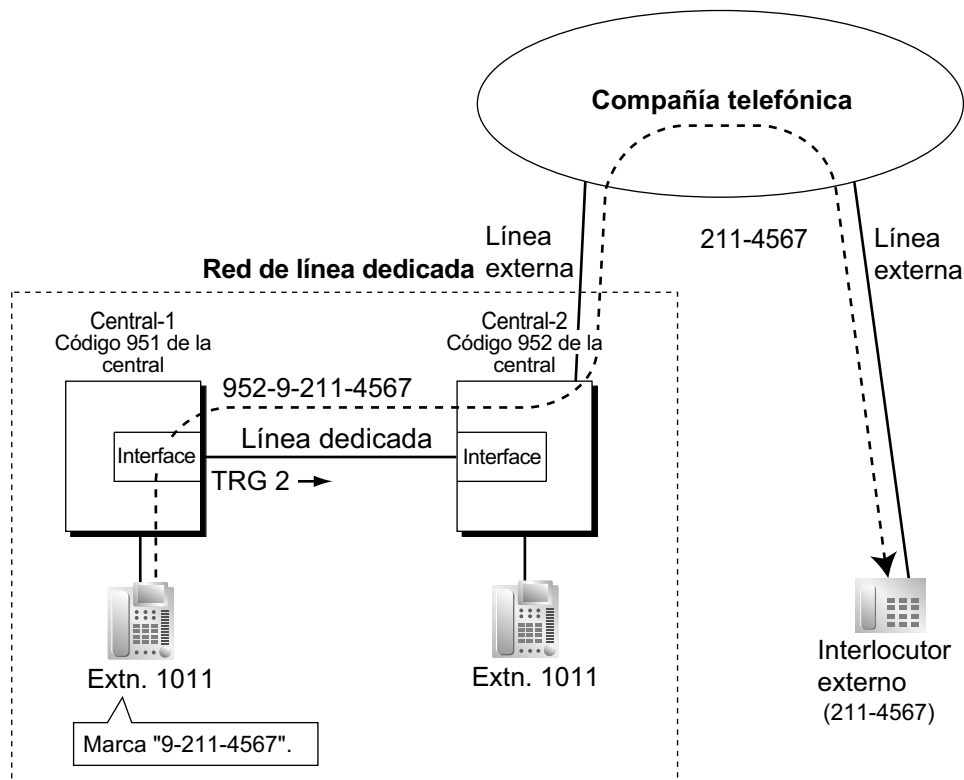 Compañía telefónica
Línea
externa
211-4567
Línea
externa
Red de línea dedicada
Central-1
Código 951 de la
central
Central-2
Código 952 de la
central
952-9-211-4567
Línea dedicada
Interface
Interface
TRG 2
Extn. 1011
Extn. 1011
Interlocutor
externo
(211-4567)
Marca "9-211-4567".